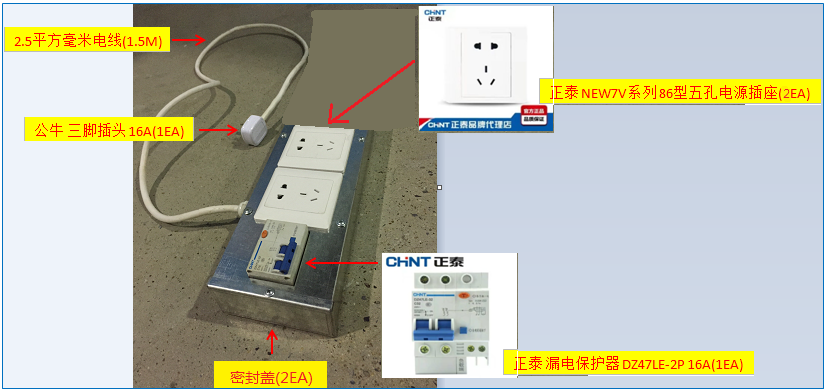 2.5平方毫米电线(1.5M)
CHNT 正泰
正泰 NEW7V系列 86型五孔电源插座(2EA)
官方正品
品质保证
CHNT 正泰品牌代理店
公牛 三脚插头 16A(1EA)
CHNT 正泰
CHNT
正泰 漏电保护器 DZ47LE-2P 16A(1EA)
密封盖(2EA)